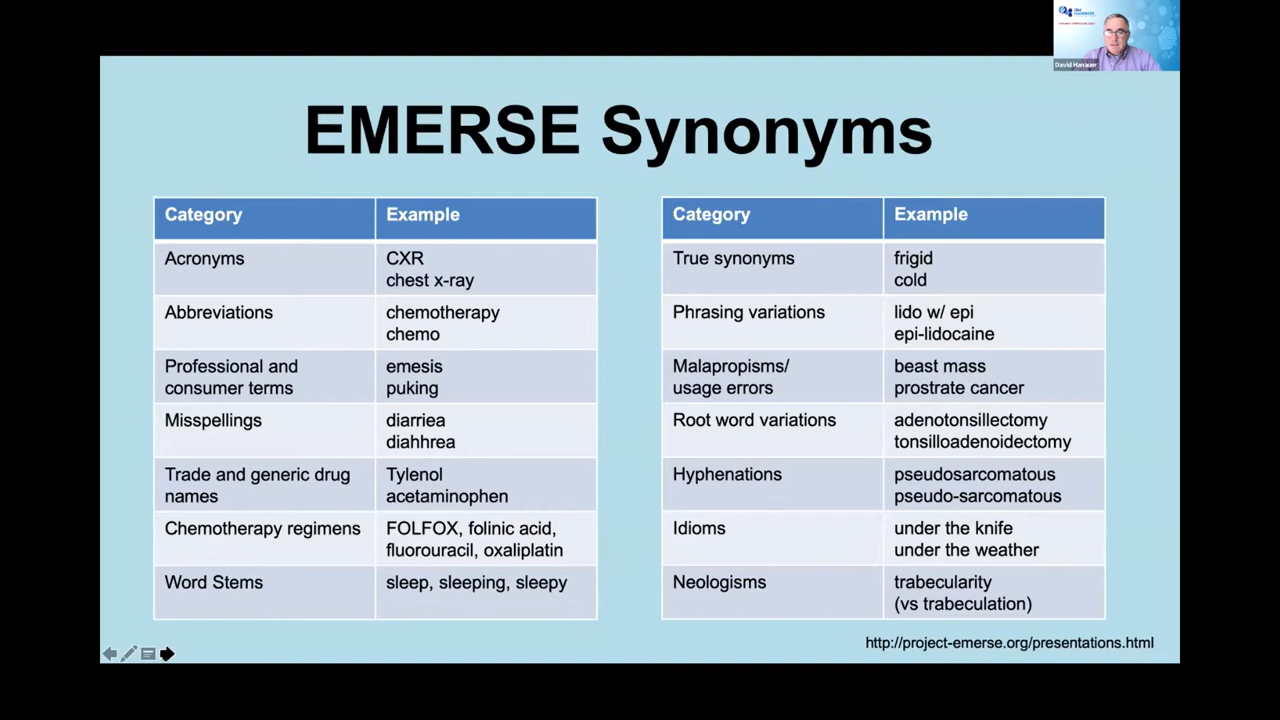 David Hanauer
EMERSE Synonyms
Category Example
Acronyms CXR
chest x-ray
Abbreviations chemotherapy
chemo
Professional and emesis
consumer terms puking
Misspellings diarriea
diahhrea
Trade and generic drug Tylenol
names acetaminophen
Chemotherapy regimens FOLFOX, folinic acid,
fluorouracil, oxaliplatin
Word Stems sleep, sleeping, sleepy
Category Example
True synonyms frigid
cold
Phrasing variations lido w/ epi
epi-lidocaine
Malapropisms/ beast mass
usage errors prostrate cancer
Root word variations adenotonsillectomy
tonsilloadenoidectomy
Hyphenations pseudosarcomatous
pseudo-sarcomatous
Idioms under the knife
under the weather
Neologisms trabecularity
(vs trabeculation)
http://project-emerse.org/presentations.html